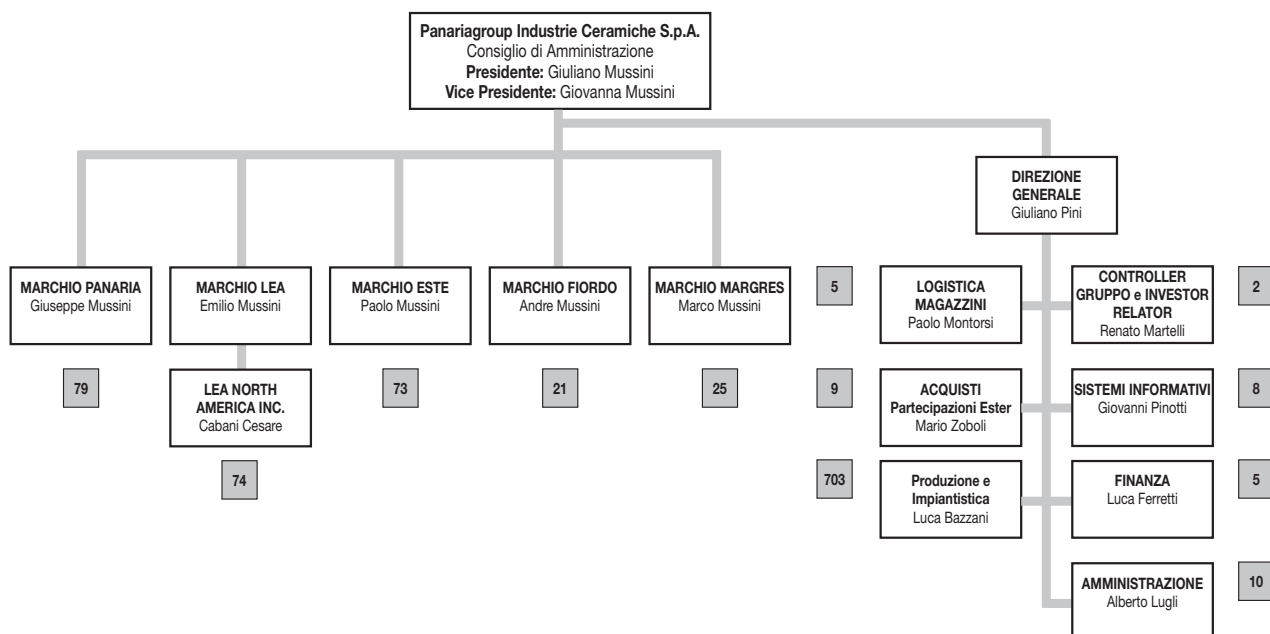 Panariagroup Industrie Ceramiche S.p.A.
Consiglio di Amministrazione
Presidente: Giuliano Mussini
Vice Presidente: Giovanna Mussini
DIREZIONE
GENERALE
Giuliano Pini
MARCHIO PANARIA
Giuseppe Mussini
79
MARCHIO LEA
Emilio Mussini
LEA NORTH
AMERICA INC.
Cabani Cesare
74
MARCHIO ESTE
Paolo Mussini
73
MARCHIO FIORDO
Andre Mussini
21
MARCHIO MARGRES
Marco Mussini
25
5
LOGISTICA
MAGAZZINI
Paolo Montorsi
CONTROLLER
GRUPPO e INVESTOR
RELATOR
Renato Martelli
2
9
ACQUISTI
Partecipazioni Ester
Mario Zoboli
SISTEMI INFORMATIVI
Giovanni Pinotti
8
703
Produzione e
Impiantistica
Luca Bazzani
FINANZA
Luca Ferretti
5
AMMINISTRAZIONE
Alberto Lugli
10